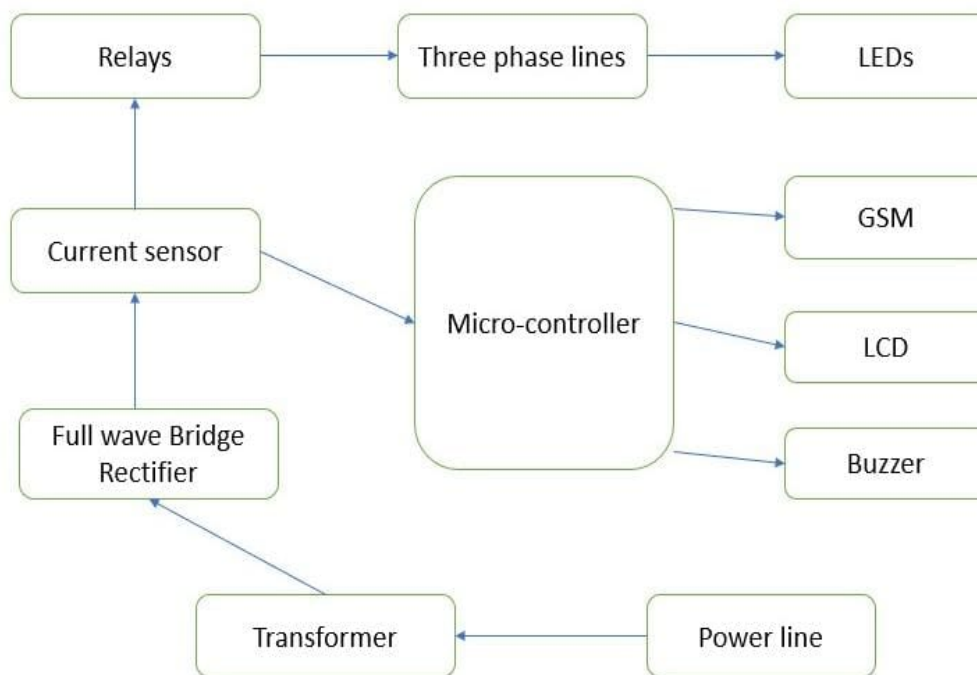 Relays
Three phase lines
LEDs
GSM
Current sensor
Micro-controller
LCD
Full wave Bridge
Rectifier
Buzzer
Transformer
Power line